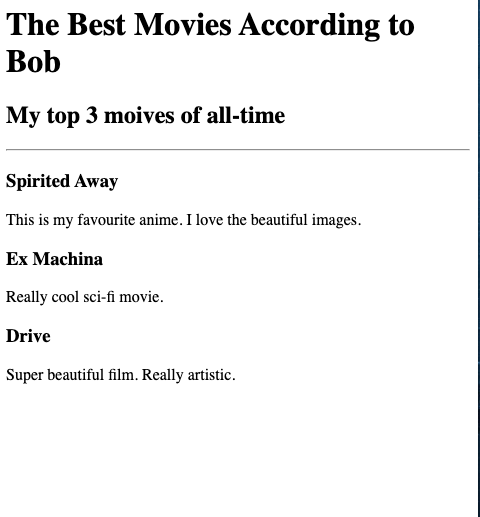 The Best Movies According to
Bob
My top 3 moives of all-time
Spirited Away
This is my favourite anime. I love the beautiful images.
Ex Machina
Really cool sci-fi movie.
Drive
Super beautiful film. Really artistic.